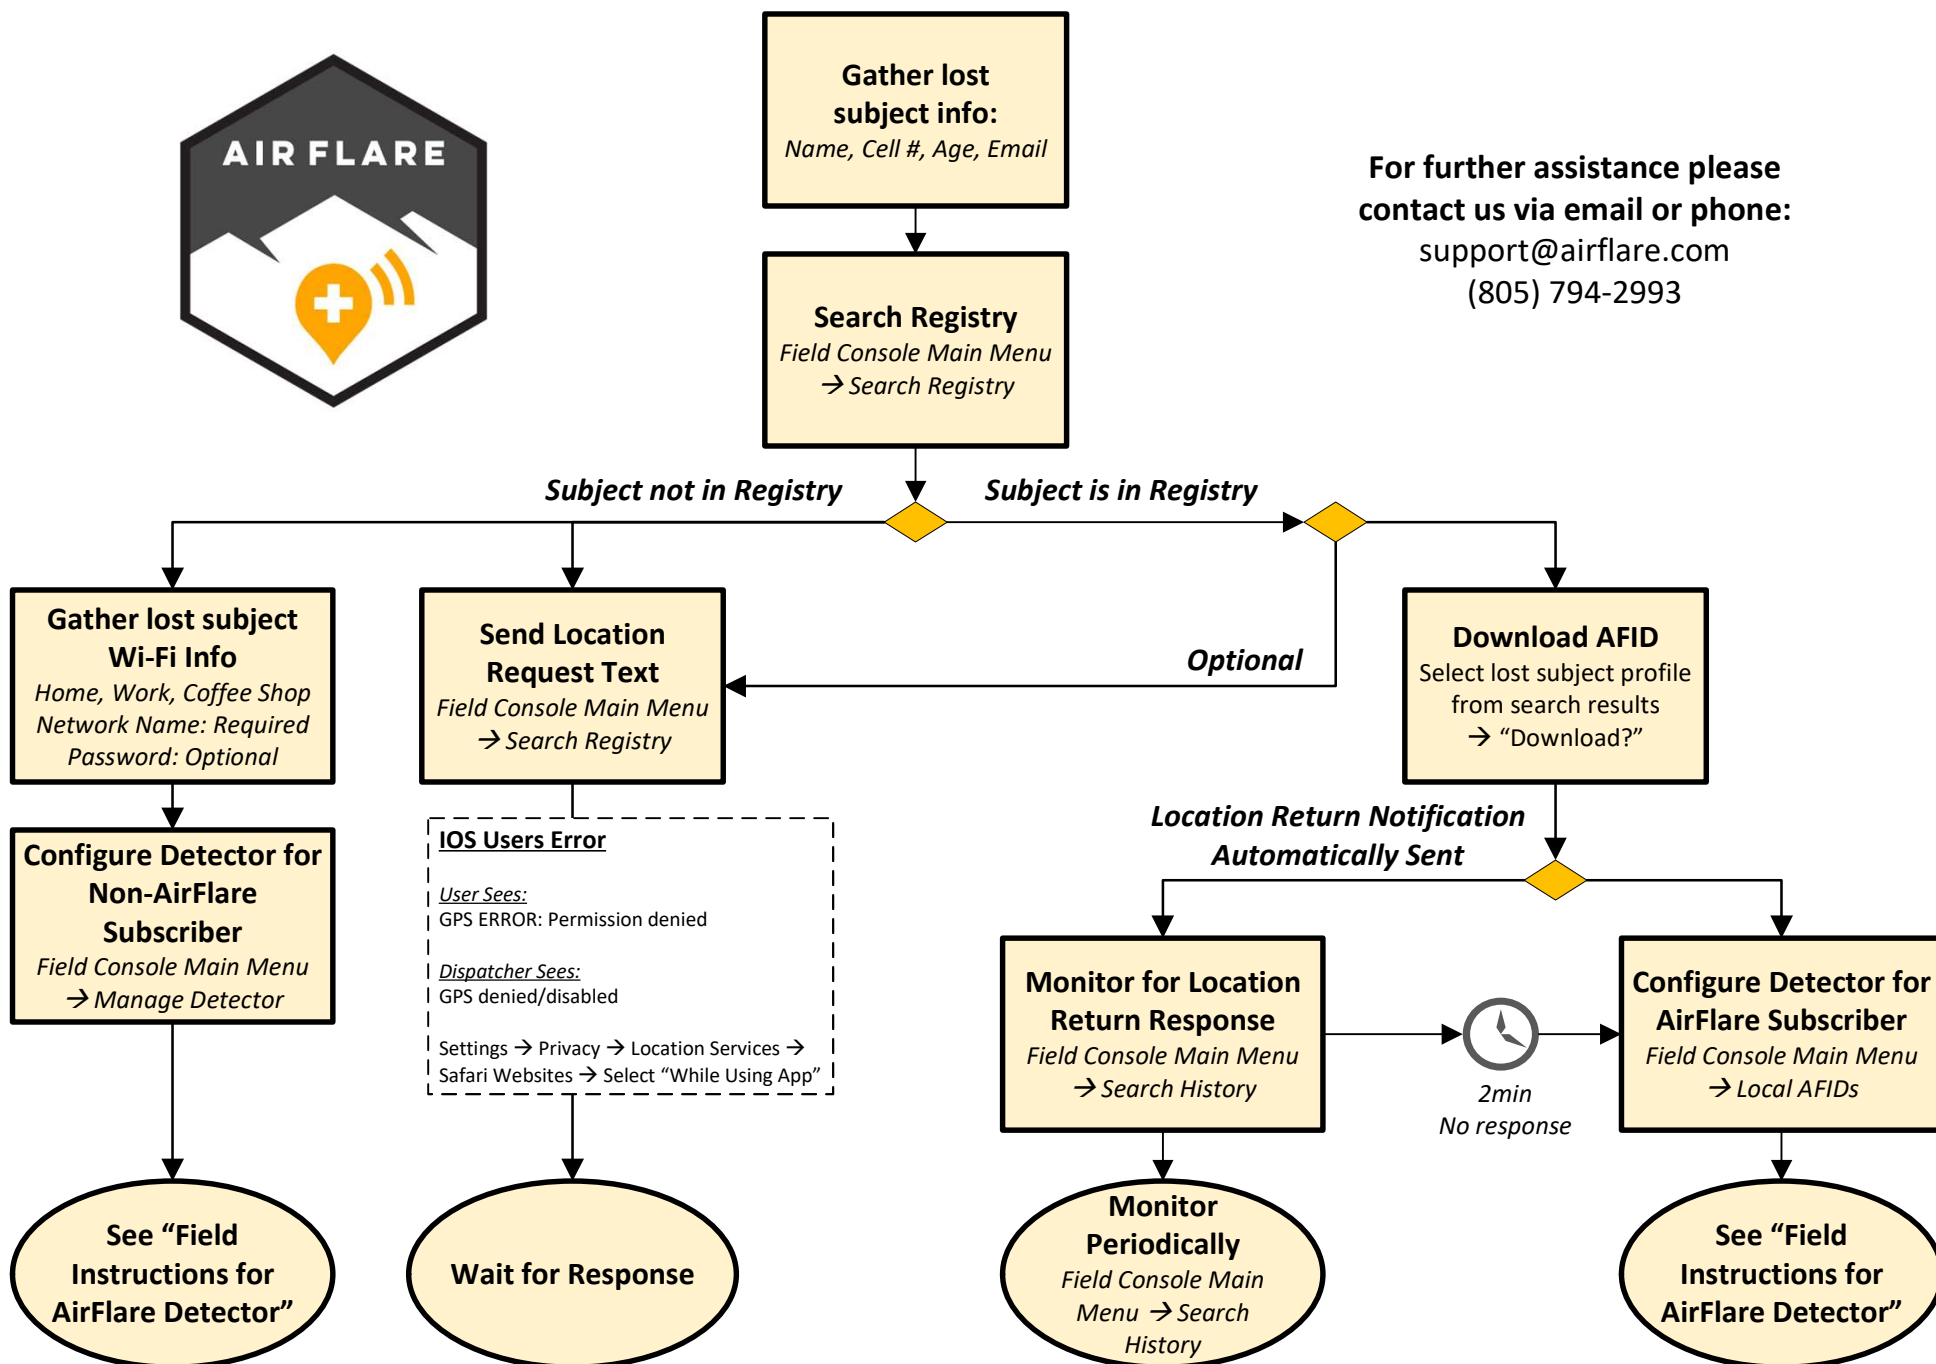 AIR FLARE
Gather lost
subject info:
Name, Cell #, Age, Email
For further assistance please
contact us via email or phone:
support@airflare.com
(805) 794-2993
Search Registry
Field Console Main Menu
→ Search Registry
Subject not in Registry
Subject is in Registry
Gather lost subject
Wi-Fi Info
Home, Work, Coffee Shop
Network Name: Required
Password: Optional
Send Location
Request Text
Field Console Main Menu
→ Search Registry
Optional
Download AFID
Select lost subject profile
from search results
→ “Download?”
Location Return Notification
Automatically Sent
Configure Detector for
Non-AirFlare
Subscriber
Field Console Main Menu
→ Manage Detector
IOS Users Error
User Sees:
GPS ERROR: Permission denied
Dispatcher Sees:
GPS denied/disabled
Settings → Privacy → Location Services →
Safari Websites → Select “While Using App”
Monitor for Location
Return Response
Field Console Main Menu
→ Search History
2min
No response
Configure Detector for
AirFlare Subscriber
Field Console Main Menu
→ Local AFIDs
See “Field
Instructions for
AirFlare Detector”
Wait for Response
Monitor
Periodically
Field Console Main
Menu → Search
History
See “Field
Instructions for
AirFlare Detector”